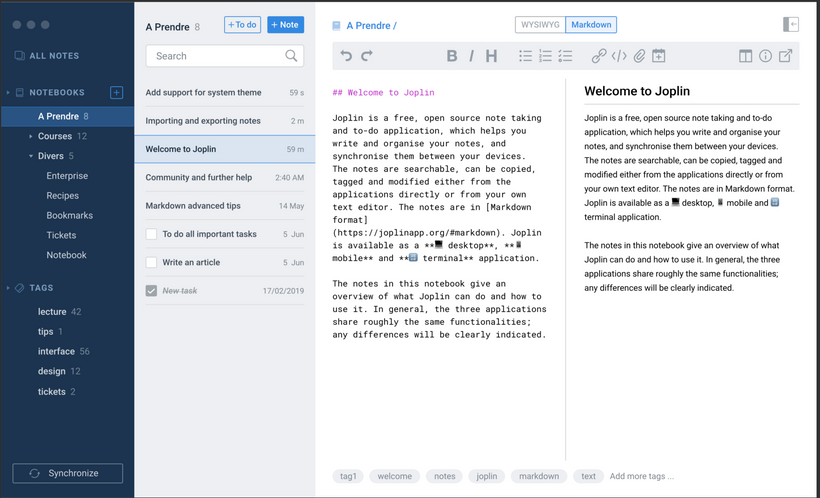 ALL NOTES
NOTEBOOKS
A Prendre 8
Courses 12
Divers 5
Enterprise
Recipes
Bookmarks
Tickets
Notebook
TAGS
lecture 42
tips 1
interface 56
design 12
tickets 2
Synchronize
A Prendre 8
+ To do
+ Note
Search
Add support for system theme 59 s
Importing and exporting notes 2 m
Welcome to Joplin 59 m
Community and further help 2:40 AM
Markdown advanced tips 14 May
To do all important tasks 5 Jun
Write an article 5 Jun
New task 17/02/2019
A Prendre /
WYSIWYG Markdown
B I H
## Welcome to Joplin
Joplin is a free, open source note taking
and to-do application, which helps you
write and organise your notes, and
synchronise them between your devices.
The notes are searchable, can be copied,
tagged and modified either from the
applications directly or from your own
text editor. The notes are in [Markdown
format]
(https://joplinapp.org/#markdown). Joplin
is available as a **🖥 desktop**, **📱
mobile** and **🔡 terminal** application.
The notes in this notebook give an
overview of what Joplin can do and how to
use it. In general, the three applications
share roughly the same functionalities;
any differences will be clearly indicated.
Welcome to Joplin
Joplin is a free, open source note taking and to-do
application, which helps you write and organise your
notes, and synchronise them between your devices.
The notes are searchable, can be copied, tagged and
modified either from the applications directly or from
your own text editor. The notes are in Markdown format.
Joplin is available as a 🖥 desktop, 📱 mobile and 🔡
terminal application.
The notes in this notebook give an overview of what
Joplin can do and how to use it. In general, the three
applications share roughly the same functionalities;
any differences will be clearly indicated.
tag1 welcome notes joplin markdown text Add more tags ...